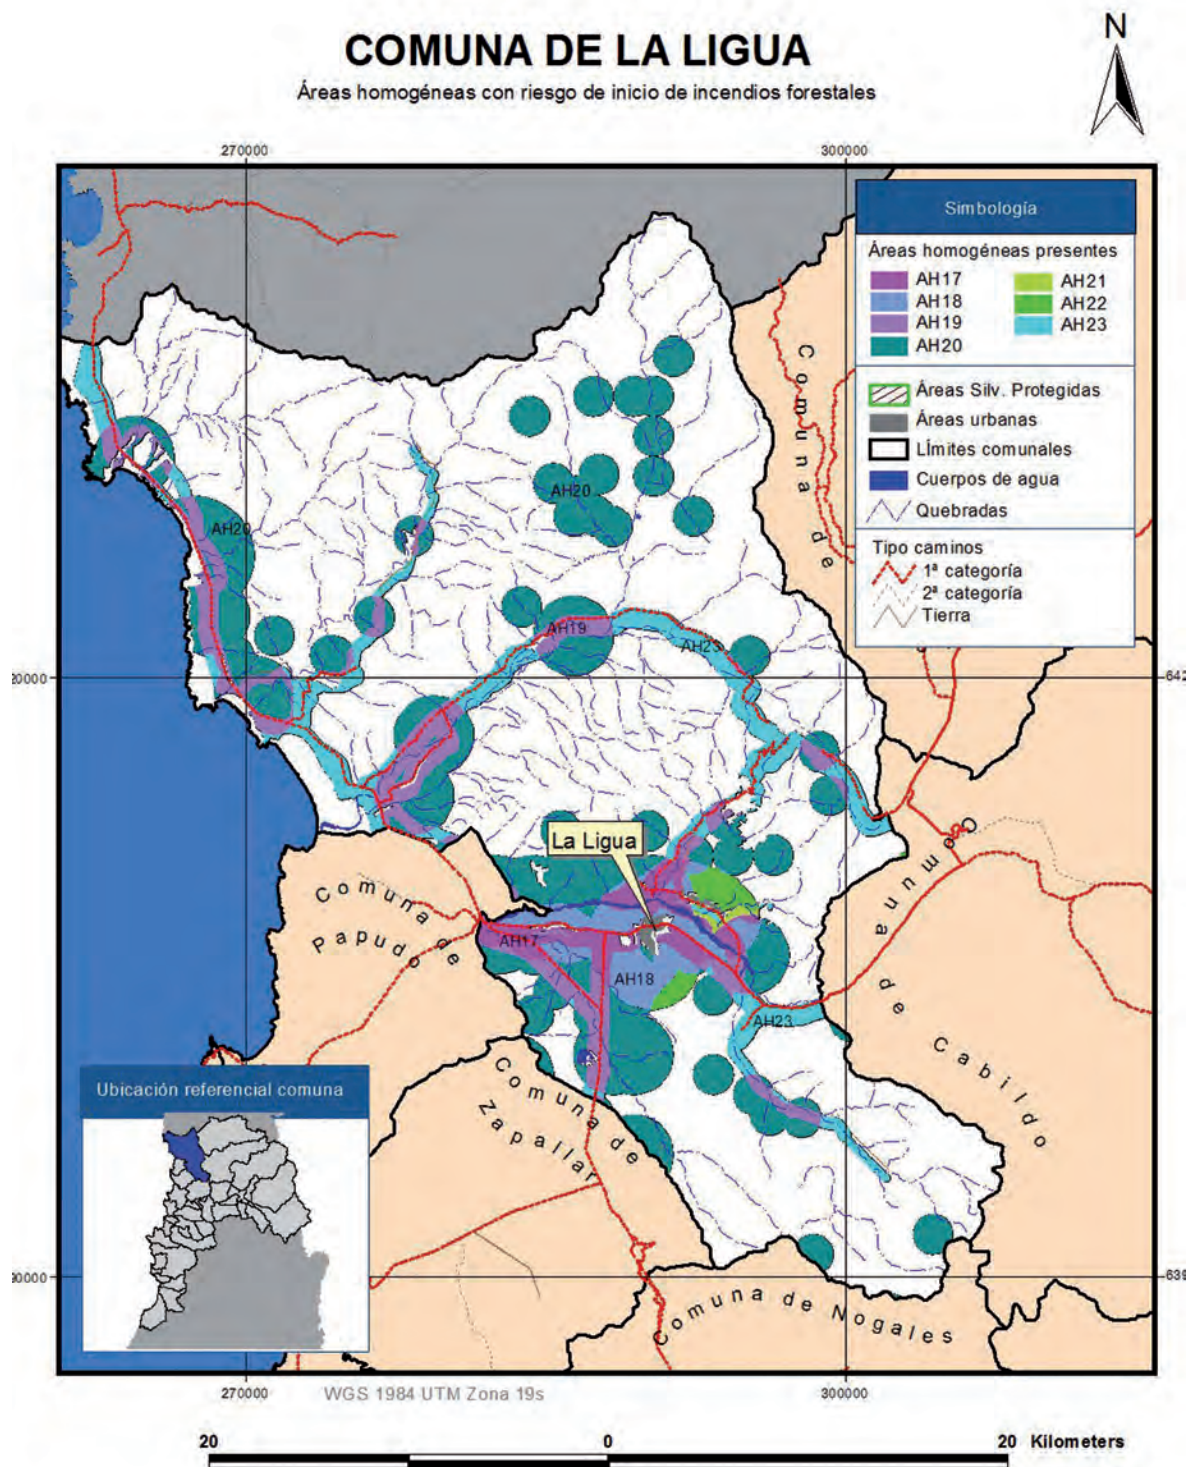 COMUNA DE LA LIGUA
Áreas homogéneas con riesgo de inicio de incendios forestales
N
270000
300000
Simbología
Áreas homogéneas presentes
AH17
AH21
AH18
AH22
AH19
AH23
AH20
Áreas Silv. Protegidas
Áreas urbanas
Límites comunales
Cuerpos de agua
Quebradas
Tipo caminos
1ª categoría
2ª categoría
Tierra
Comuna de
AH20
AH20
AH19
AH23
0000
642
La Ligua
Comuna de
Papudo
AH17
AH18
AH23
Comuna de
Cabildo
Comuna de
Zapallar
Ubicación referencial comuna
0000
639
Comuna de Nogales
270000
WGS 1984 UTM Zona 19s
300000
20
0
20 Kilometers